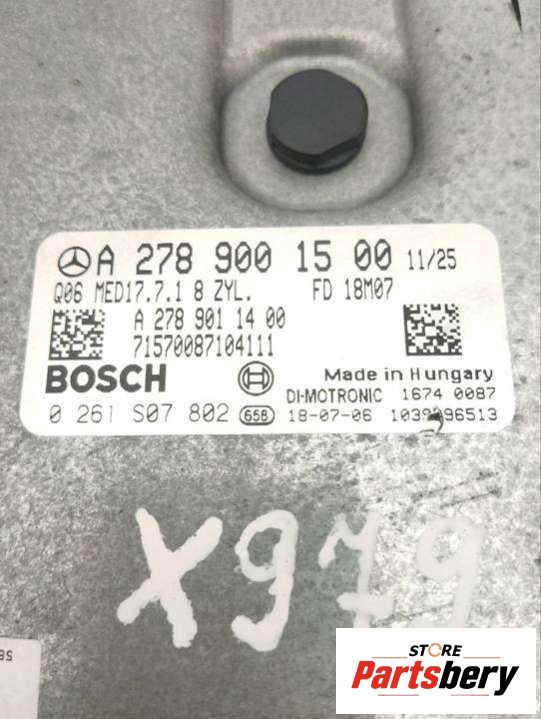 A 278 900 15 00 11/25
Q06 MED17.7.1 8 ZYL. FD 18M07
A 278 901 14 00
71570087104111
BOSCH Made in Hungary
DI-MOTRONIC 1674 0087
0 261 S07 802 658 18-07-06
X979
STORE
Partsbery